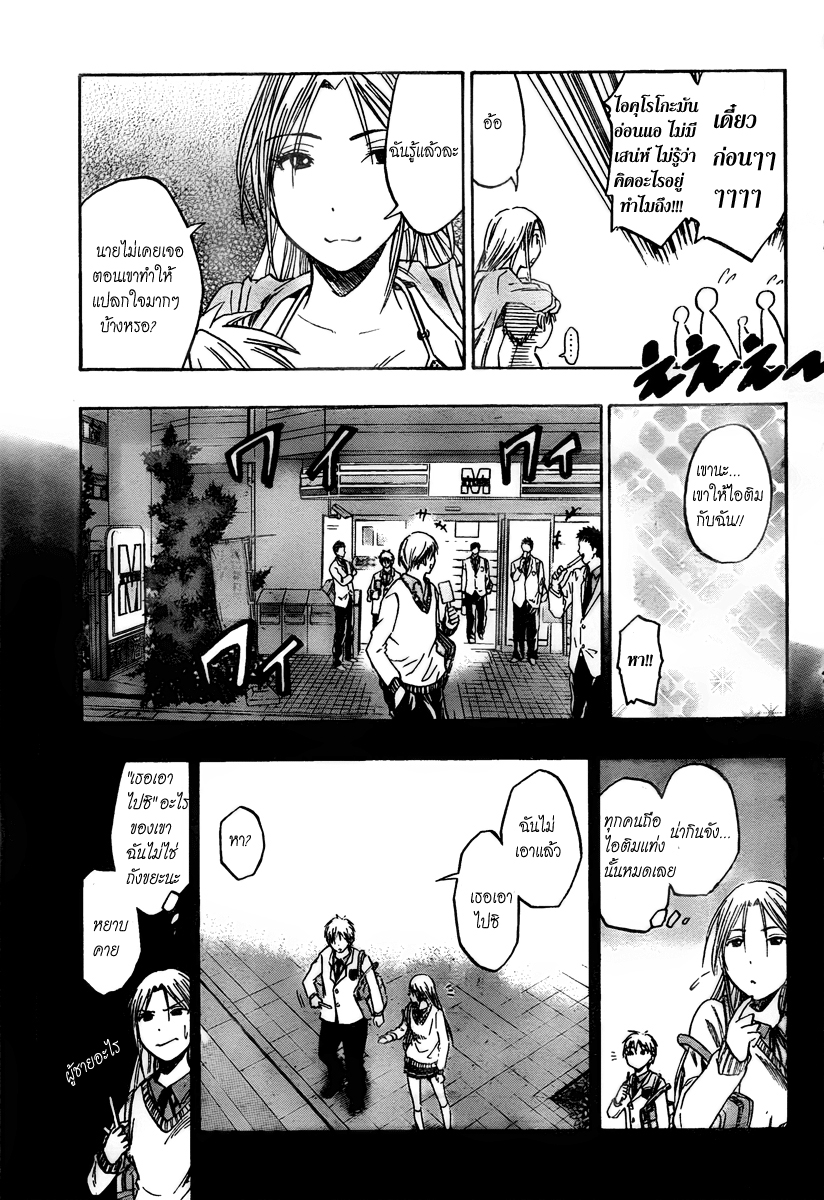 เดี๋ยว
ก่อนๆๆ
ๆๆๆๆ
ไอคุโรโกะมัน
อ่อนแอ ไม่มี
เสน่ห์ ไม่รู้ว่า
คิดอะไรอยู่
ทำไมถึง!!!
อ้อ
....
えええ〜
ฉันรู้แล้วละ
นายไม่เคยเจอ
ตอนเขาทำให้
แปลกใจมากๆ
บ้างหรอ?
เขานะ...
เขาให้ไอติม
กับฉัน//
หา!!
ワイ
ワイ
ワイ
M
M
น่ากินจัง...
ทุกคนถือ
ไอติมแท่ง
นั้นหมดเลย
ฉันไม่
เอาแล้ว
เธอเอา
ไปซิ
หา?
"เธอเอา
ไปซิ" อะไร
ของเขา
ฉันไม่ใช่
ถังขยะนะ
หยาบ
คาย
ผู้ชายอะไร